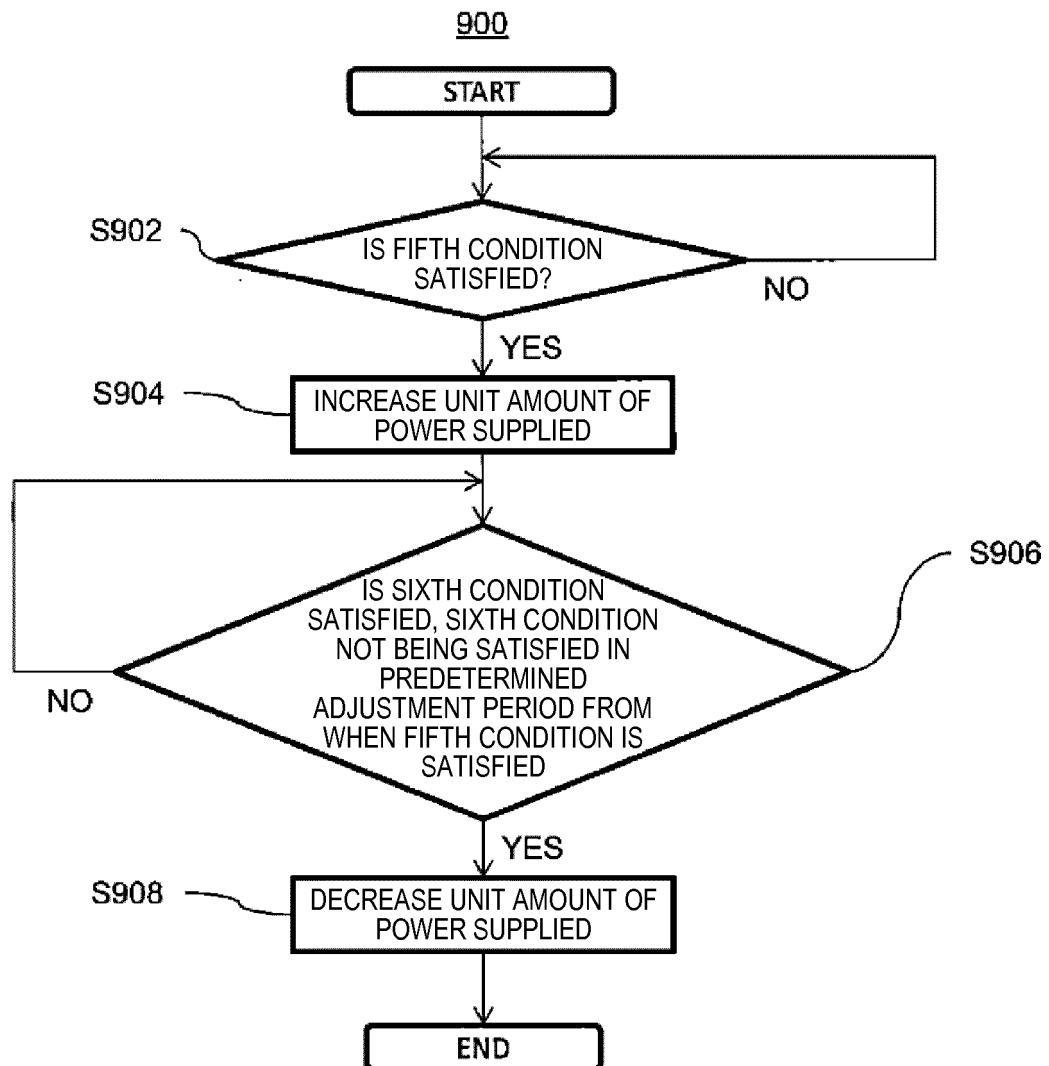 900
START
S902
IS FIFTH CONDITION
SATISFIED?
NO
YES
S904
INCREASE UNIT AMOUNT OF
POWER SUPPLIED
S906
IS SIXTH CONDITION
SATISFIED, SIXTH CONDITION
NOT BEING SATISFIED IN
PREDETERMINED
ADJUSTMENT PERIOD FROM
WHEN FIFTH CONDITION IS
SATISFIED
NO
YES
S908
DECREASE UNIT AMOUNT OF
POWER SUPPLIED
END